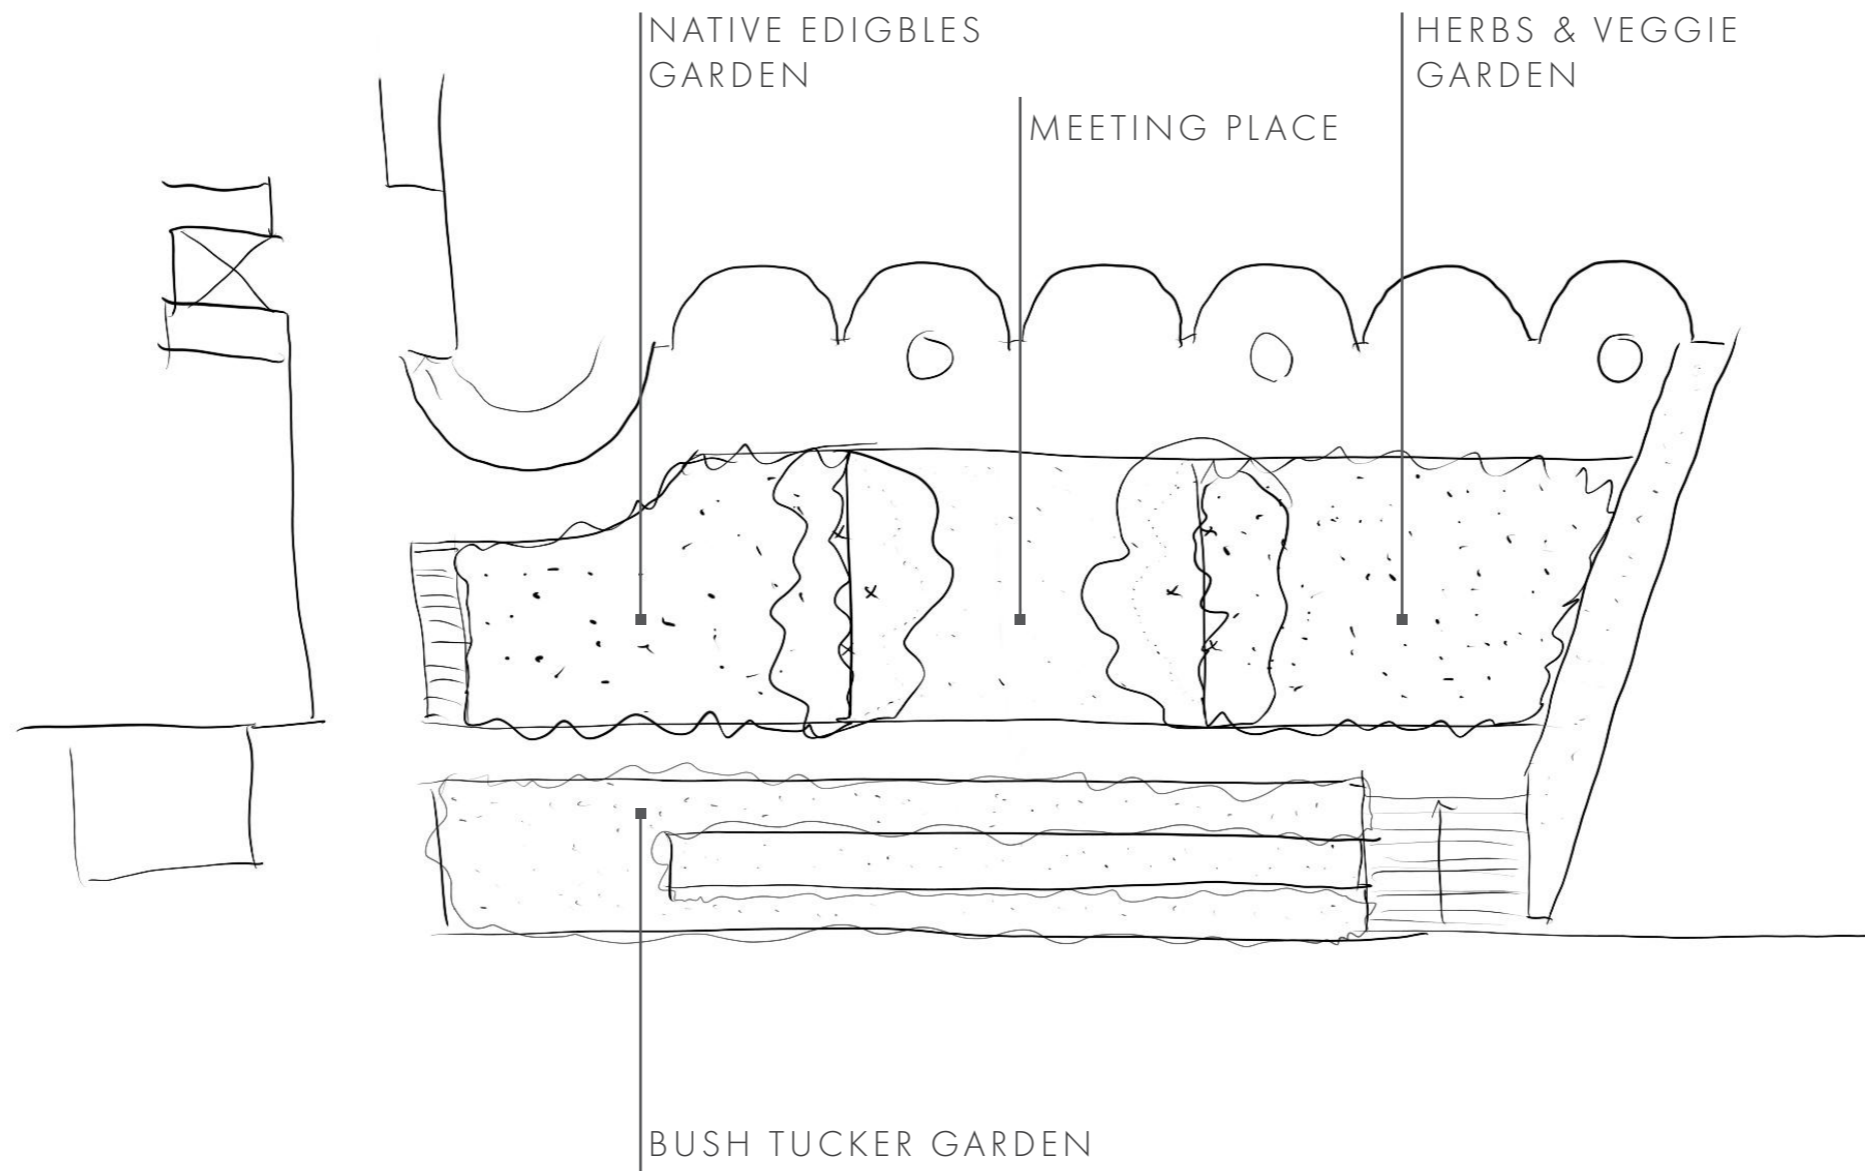 NATIVE EDIGBLES
GARDEN
HERBS & VEGGIE
GARDEN
MEETING PLACE
BUSH TUCKER GARDEN